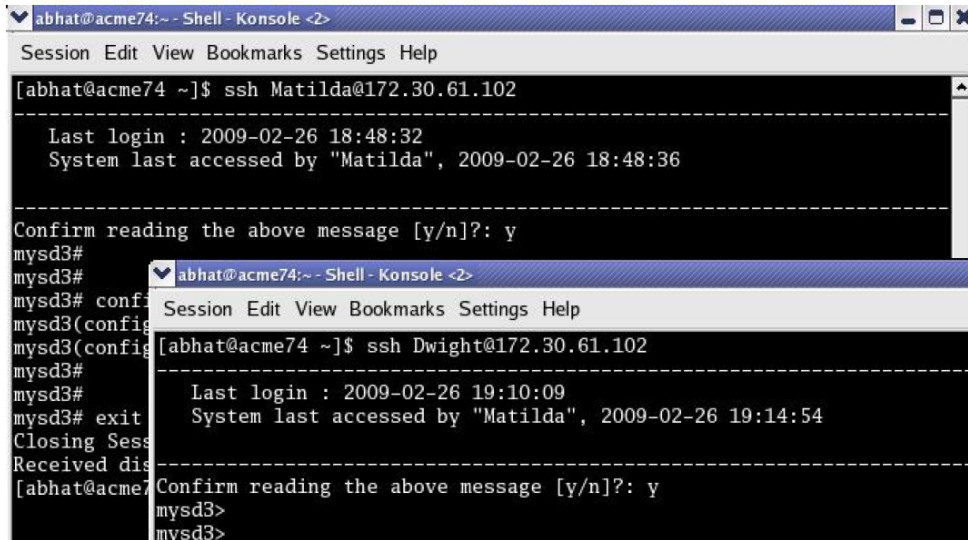 abhat@acme74:~ - Shell - Konsole <2>
Session Edit View Bookmarks Settings Help
[abhat@acme74 ~]$ ssh Matilda@172.30.61.102
--------------------------------------------------------------------------------
Last login : 2009-02-26 18:48:32
System last accessed by "Matilda", 2009-02-26 18:48:36
--------------------------------------------------------------------------------
Confirm reading the above message [y/n]?: y
mysd3#
mysd3#
mysd3# confi
mysd3(config
mysd3(config
mysd3#
mysd3#
mysd3# exit
Closing Sess
Received dis
[abhat@acme7
abhat@acme74:~ - Shell - Konsole <2>
Session Edit View Bookmarks Settings Help
[abhat@acme74 ~]$ ssh Dwight@172.30.61.102
----------------------------------------------------------------------
Last login : 2009-02-26 19:10:09
System last accessed by "Matilda", 2009-02-26 19:14:54
----------------------------------------------------------------------
Confirm reading the above message [y/n]?: y
mysd3>
mysd3>